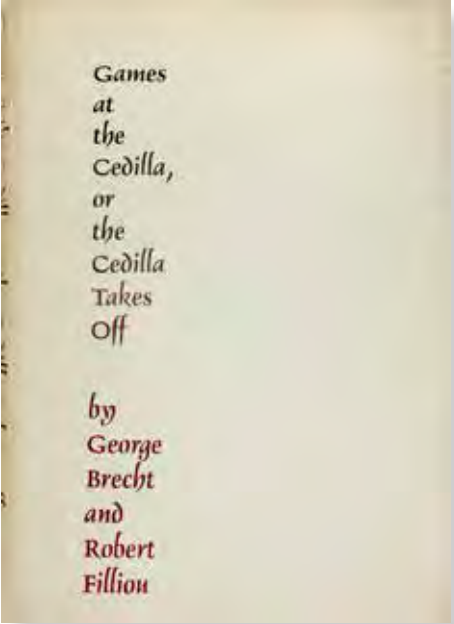 Games
at
the
Cedilla,
or
the
Cedilla
Takes
Off
by
George
Brecht
and
Robert
Filliou